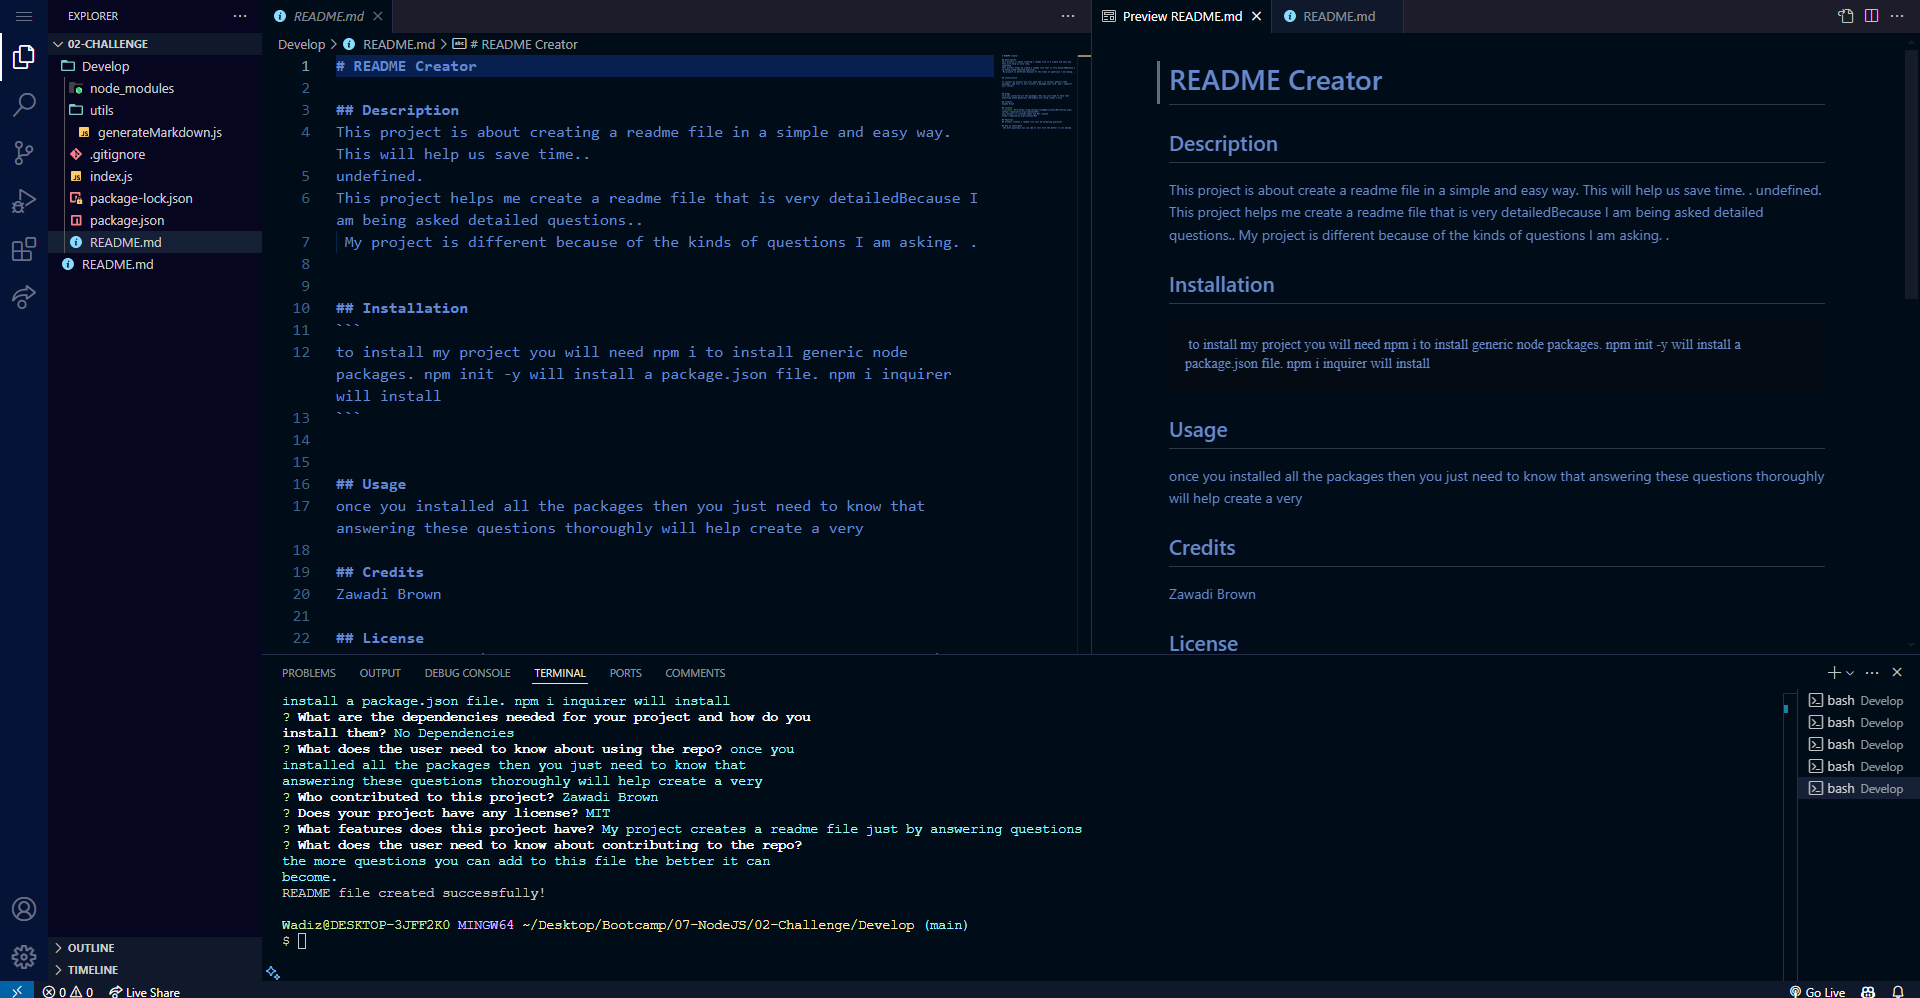 EXPLORER
02-CHALLENGE
Develop
node_modules
utils
generateMarkdown.js
.gitignore
index.js
package-lock.json
package.json
README.md
README.md
OUTLINE
TIMELINE
README.md
Develop > README.md > # README Creator
1 # README Creator
2
3 ## Description
4 This project is about creating a readme file in a simple and easy way.
This will help us save time..
5 undefined.
6 This project helps me create a readme file that is very detailedBecause I
am being asked detailed questions..
7 My project is different because of the kinds of questions I am asking. .
8
9
10 ## Installation
11 ```
12 to install my project you will need npm i to install generic node
packages. npm init -y will install a package.json file. npm i inquirer
will install
13 ```
14
15
16 ## Usage
17 once you installed all the packages then you just need to know that
answering these questions thoroughly will help create a very
18
19 ## Credits
20 Zawadi Brown
21
22 ## License
Preview README.md
README.md
README Creator
Description
This project is about create a readme file in a simple and easy way. This will help us save time. . undefined.
This project helps me create a readme file that is very detailedBecause I am being asked detailed
questions.. My project is different because of the kinds of questions I am asking. .
Installation
to install my project you will need npm i to install generic node packages. npm init -y will install a
package.json file. npm i inquirer will install
Usage
once you installed all the packages then you just need to know that answering these questions thoroughly
will help create a very
Credits
Zawadi Brown
License
PROBLEMS OUTPUT DEBUG CONSOLE TERMINAL PORTS COMMENTS
install a package.json file. npm i inquirer will install
? What are the dependencies needed for your project and how do you
install them? No Dependencies
? What does the user need to know about using the repo? once you
installed all the packages then you just need to know that
answering these questions thoroughly will help create a very
? Who contributed to this project? Zawadi Brown
? Does your project have any license? MIT
? What features does this project have? My project creates a readme file just by answering questions
? What does the user need to know about contributing to the repo?
the more questions you can add to this file the better it can
become.
README file created successfully!
Wadiz@DESKTOP-3JFF2K0 MINGW64 ~/Desktop/Bootcamp/07-NodeJS/02-Challenge/Develop (main)
$
bash Develop
bash Develop
bash Develop
bash Develop
bash Develop
0 0 Live Share
Go Live